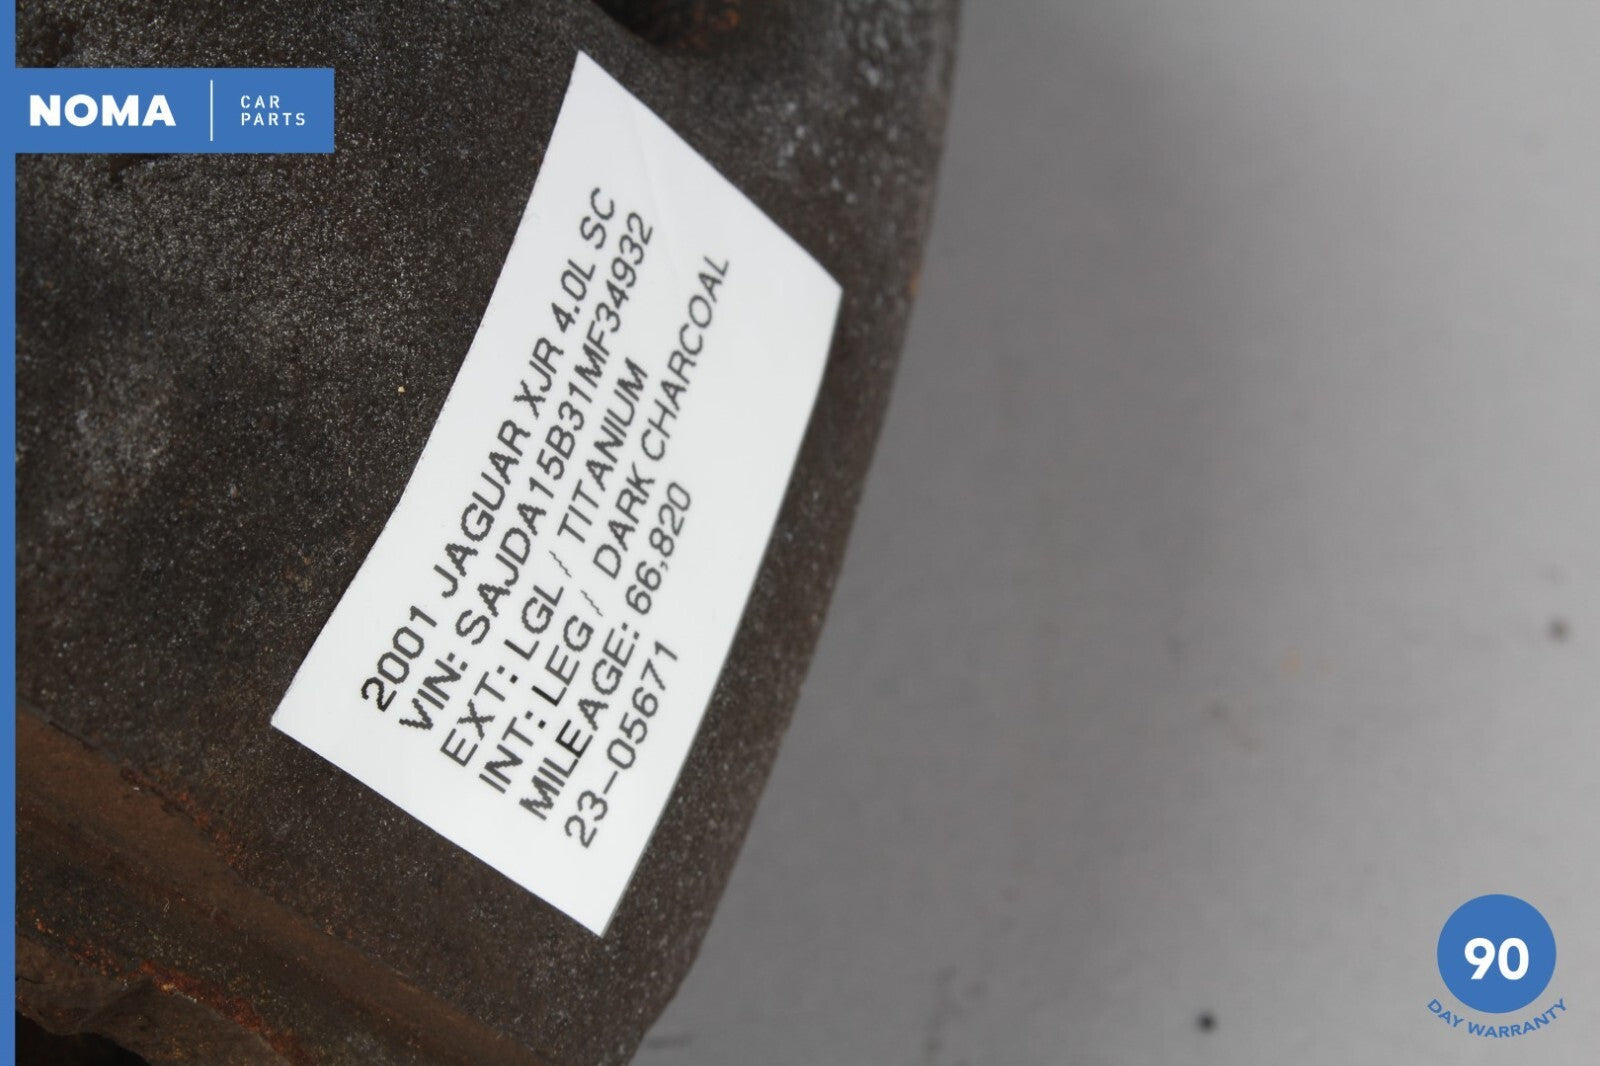 NOMA
CAR
PARTS
2001 JAGUAR XJR 4.0L SC
VIN: SAJDA15B31MF34932
EXT: LGL / TITANIUM
INT: LEG / DARK CHARCOAL
MILEAGE: 66,820
23-05671
90
DAY WARRANTY